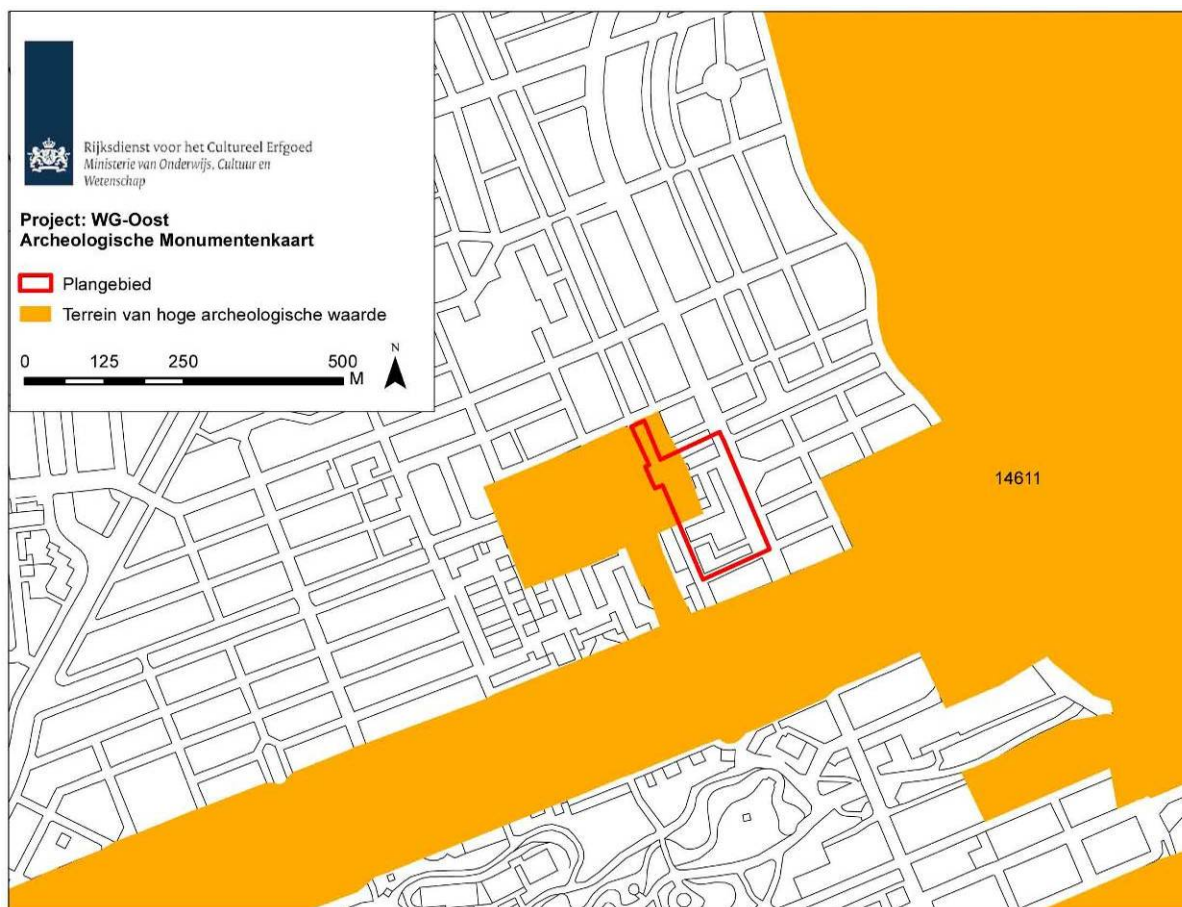 Rijksdienst voor het Cultureel Erfgoed
Ministerie van Onderwijs, Cultuur en
Wetenschap
Project: WG-Oost
Archeologische Monumentenkaart
Plangebied
Terrein van hoge archeologische waarde
0 125 250 500
M
N
14611